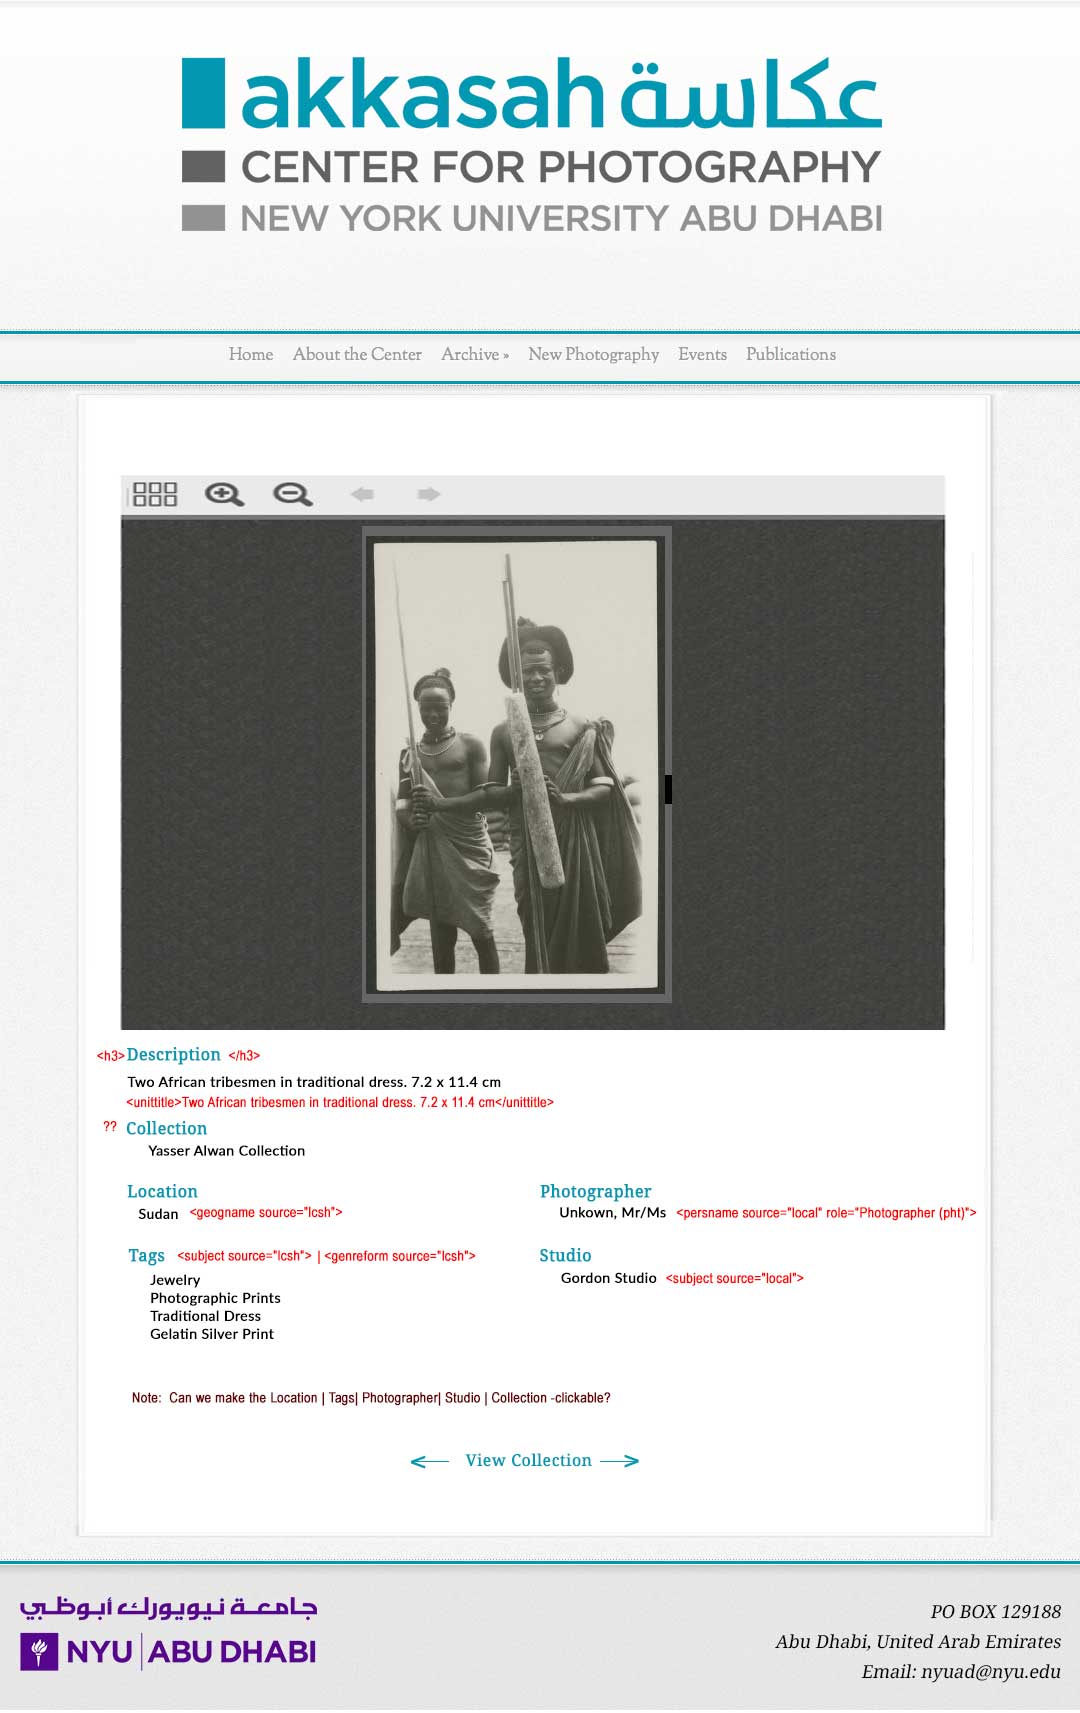 akkasah عكاسة
CENTER FOR PHOTOGRAPHY
NEW YORK UNIVERSITY ABU DHABI
Home About the Center Archive » New Photography Events Publications
<h3>Description </h3>
Two African tribesmen in traditional dress. 7.2 x 11.4 cm
<unittitle>Two African tribesmen in traditional dress. 7.2 x 11.4 cm</unittitle>
?? Collection
Yasser Alwan Collection
Location
Sudan <geogname source="lcsh">
Photographer
Unkown, Mr/Ms <persname source="local" role="Photographer (pht)">
Tags <subject source="lcsh"> | <genreform source="lcsh">
Jewelry
Photographic Prints
Traditional Dress
Gelatin Silver Print
Studio
Gordon Studio <subject source="local">
Note: Can we make the Location | Tags| Photographer| Studio | Collection -clickable?
View Collection
جامعة نيويورك أبوظبي
NYU ABU DHABI
PO BOX 129188
Abu Dhabi, United Arab Emirates
Email: nyuad@nyu.edu